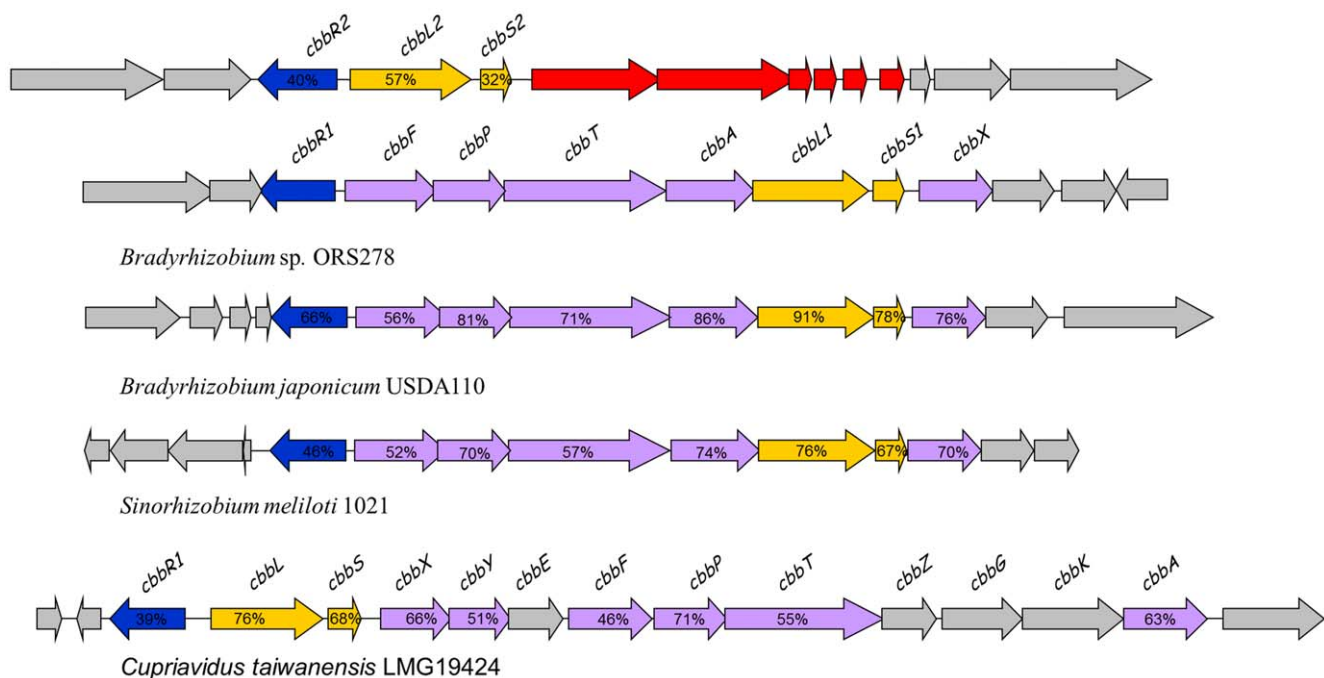 cbbR2 cbbL2 cbbS2
40% 57% 32%
cbbR1 cbbF cbbP cbbT cbbA cbbL1 cbbS1 cbbX
Bradyrhizobium sp. ORS278
66% 56% 81% 71% 86% 91% 78% 76%
Bradyrhizobium japonicum USDA110
46% 52% 70% 57% 74% 76% 67% 70%
Sinorhizobium meliloti 1021
cbbR1 cbbL cbbS cbbX cbbY cbbE cbbF cbbP cbbT cbbZ cbbG cbbK cbbA
39% 76% 68% 66% 51% 46% 71% 55% 63%
Cupriavidus taiwanensis LMG19424